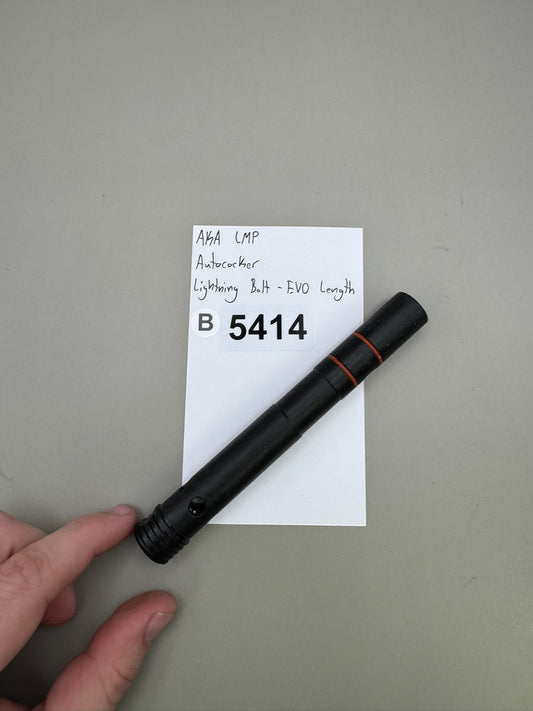 AKA LMP
Autococker
Lightning Bolt - EVO Length
B 5414